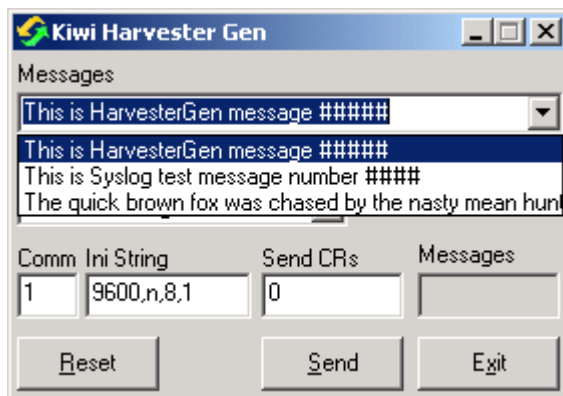 Kiwi Harvester Gen
Messages
This is HarvesterGen message #####
This is HarvesterGen message #####
This is Syslog test message number ####
The quick brown fox was chased by the nasty mean
Comm Ini String Send CRs Messages
1 9600,n,8,1 0
Reset Send Exit